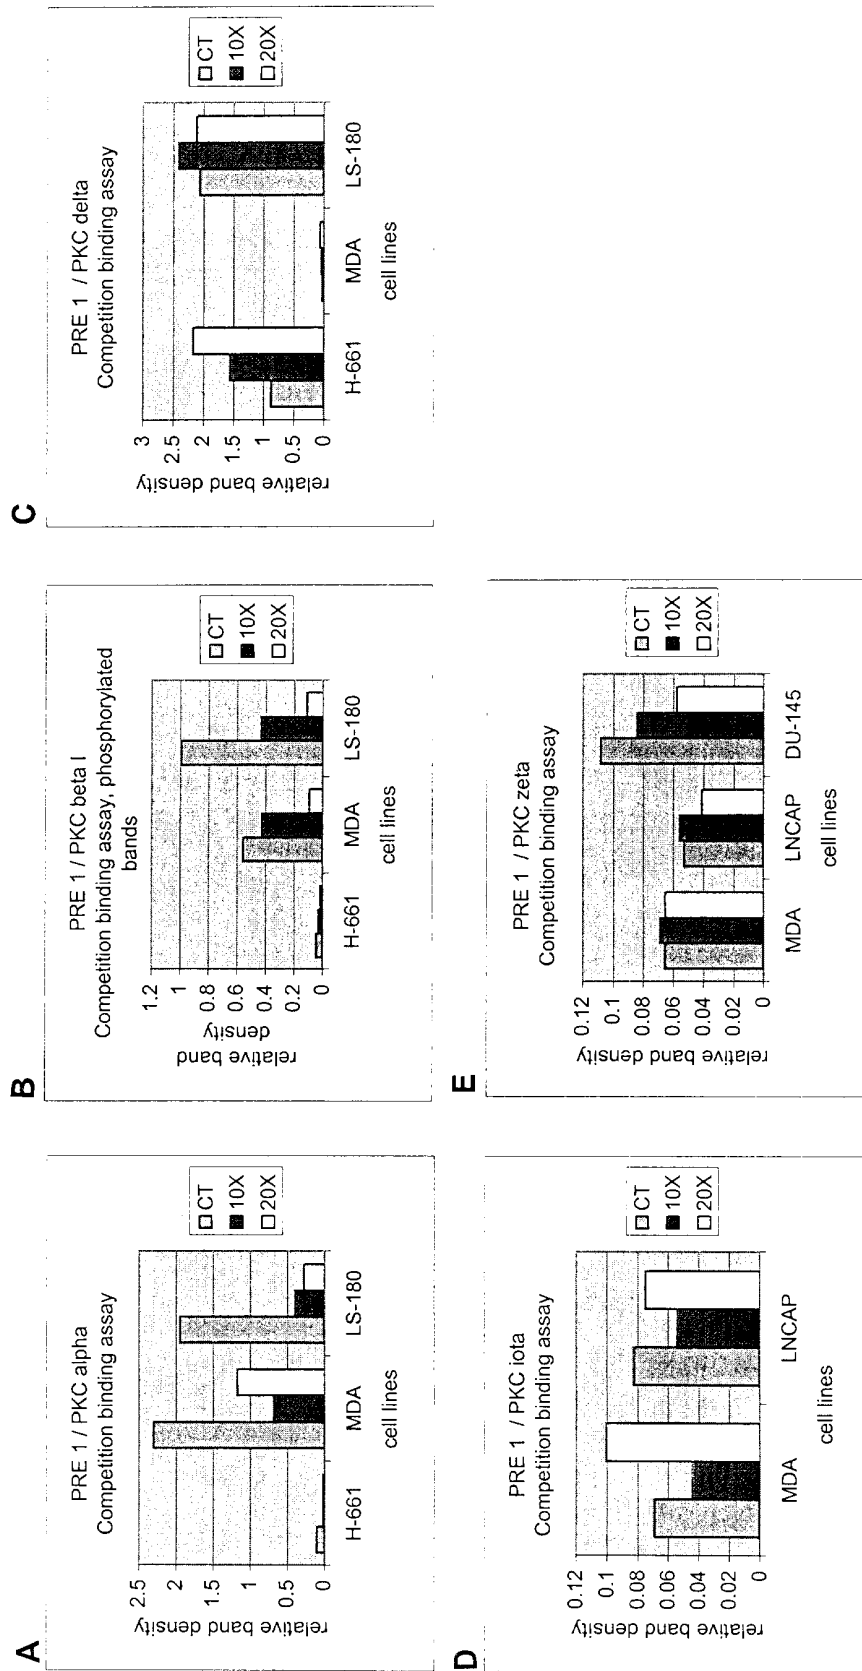 A
PRE 1 / PKC alpha
Competition binding assay
relative band density
2.5
2
1.5
1
0.5
0
H-661
MDA
LS-180
cell lines
CT
10X
20X
B
PRE 1 / PKC beta I
Competition binding assay, phosphorylated
bands
relative band
density
1.2
1
0.8
0.6
0.4
0.2
0
H-661
MDA
LS-180
cell lines
CT
10X
20X
C
PRE 1 / PKC delta
Competition binding assay
relative band density
3
2.5
2
1.5
1
0.5
0
H-661
MDA
LS-180
cell lines
CT
10X
20X
D
PRE 1 / PKC iota
Competition binding assay
relative band density
0.12
0.1
0.08
0.06
0.04
0.02
0
MDA
LNCAP
cell lines
CT
10X
20X
E
PRE 1 / PKC zeta
Competition binding assay
relative band density
0.12
0.1
0.08
0.06
0.04
0.02
0
MDA
LNCAP
DU-145
cell lines
CT
10X
20X